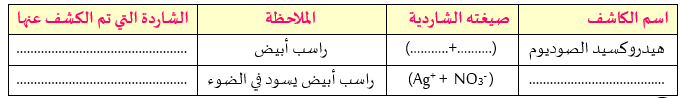 اسم الكاشف صيغته الشاردية الملاحظة الشاردة التي تم الكشف عنها
هيدروكسيد الصوديوم (...........+.........) راسب أبيض ..........................................
........................................ (Ag⁺ + NO3⁻) راسب أبيض يسود في الضوء ..........................................